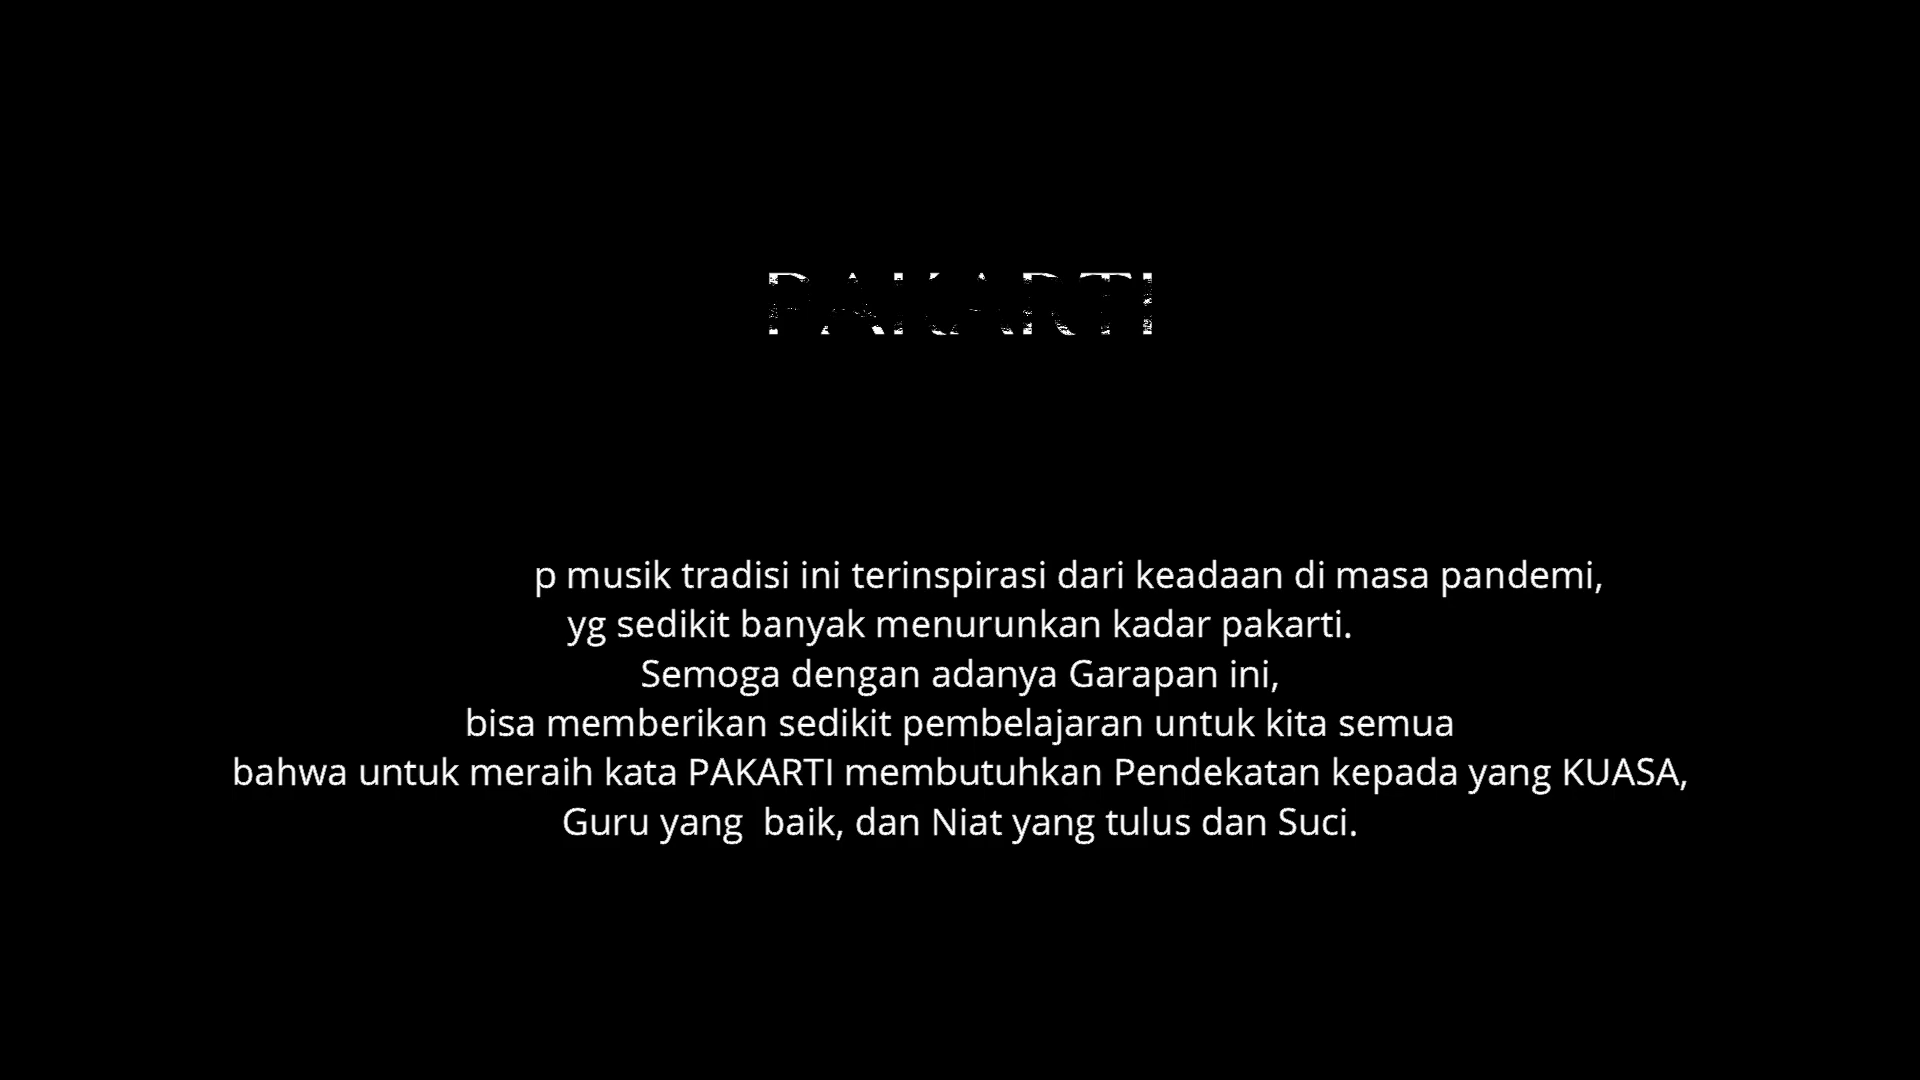 PAKARTI
p musik tradisi ini terinspirasi dari keadaan di masa pandemi,
yg sedikit banyak menurunkan kadar pakarti.
Semoga dengan adanya Garapan ini,
bisa memberikan sedikit pembelajaran untuk kita semua
bahwa untuk meraih kata PAKARTI membutuhkan Pendekatan kepada yang KUASA,
Guru yang  baik, dan Niat yang tulus dan Suci.